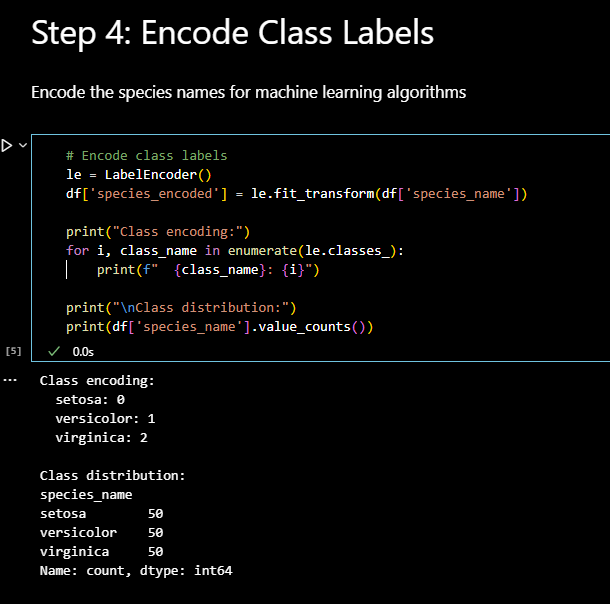 Step 4: Encode Class Labels
Encode the species names for machine learning algorithms
# Encode class labels
le = LabelEncoder()
df['species_encoded'] = le.fit_transform(df['species_name'])
print("Class encoding:")
for i, class_name in enumerate(le.classes_):
    print(f"  {class_name}: {i}")
print("\nClass distribution:")
print(df['species_name'].value_counts())
[5] 0.0s
Class encoding:
  setosa: 0
  versicolor: 1
  virginica: 2
Class distribution:
species_name
setosa        50
versicolor    50
virginica     50
Name: count, dtype: int64